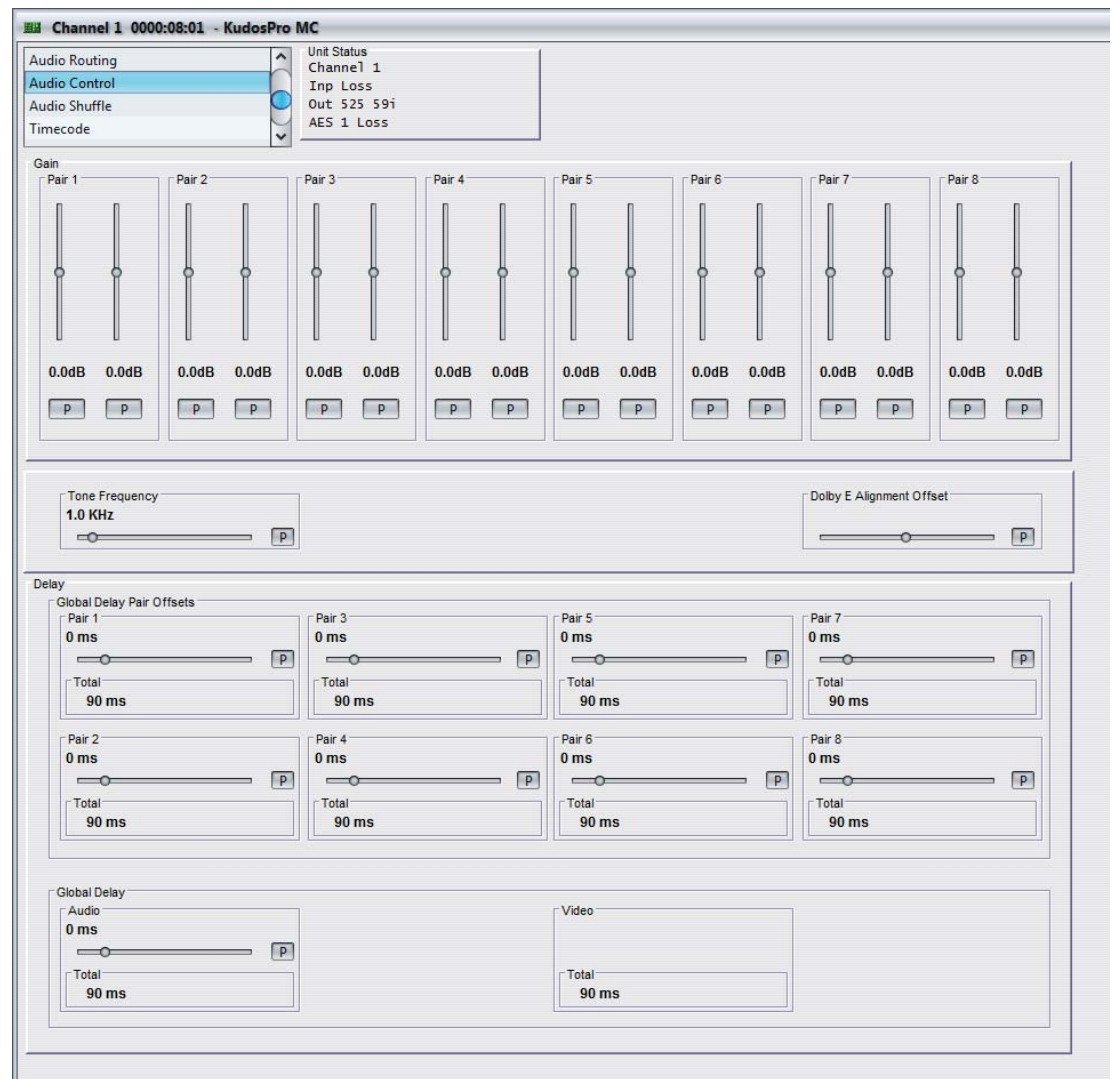 Channel 1 0000:08:01 - KudosPro MC
Audio Routing
Audio Control
Audio Shuffle
Timecode
Unit Status
Channel 1
Inp Loss
Out 525 59i
AES 1 Loss
Gain
Pair 1 Pair 2 Pair 3 Pair 4 Pair 5 Pair 6 Pair 7 Pair 8
0.0dB 0.0dB 0.0dB 0.0dB 0.0dB 0.0dB 0.0dB 0.0dB 0.0dB 0.0dB 0.0dB 0.0dB 0.0dB 0.0dB 0.0dB 0.0dB
P P P P P P P P P P P P P P P P
Tone Frequency Dolby E Alignment Offset
1.0 KHz
P P
Delay
Global Delay Pair Offsets
Pair 1 Pair 3 Pair 5 Pair 7
0 ms 0 ms 0 ms 0 ms
P P P P
Total Total Total Total
90 ms 90 ms 90 ms 90 ms
Pair 2 Pair 4 Pair 6 Pair 8
0 ms 0 ms 0 ms 0 ms
P P P P
Total Total Total Total
90 ms 90 ms 90 ms 90 ms
Global Delay
Audio Video
0 ms
P
Total Total
90 ms 90 ms